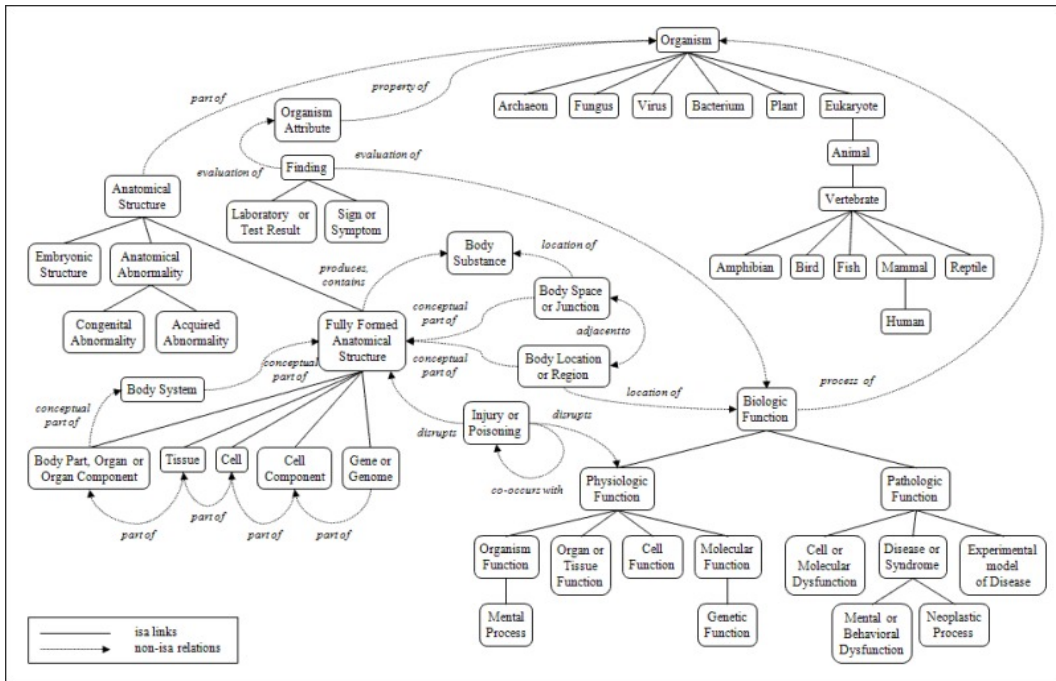 Organism
part of
property of
Archaeon
Fungus
Virus
Bacterium
Plant
Eukaryote
Organism
Attribute
evaluation of
evaluation of
Finding
Animal
Anatomical
Structure
Laboratory or
Test Result
Sign or
Symptom
Vertebrate
Embryonic
Structure
Anatomical
Abnormality
Body
Substance
location of
Amphibian
Bird
Fish
Mammal
Reptile
produces,
contains
Body Space
or Junction
conceptual
part of
Congenital
Abnormality
Acquired
Abnormality
Fully Formed
Anatomical
Structure
adjacentto
Human
conceptual
part of
conceptual
part of
Body Location
or Region
Body System
location of
process of
Biologic
Function
conceptual
part of
disrupts
Injury or
Poisoning
disrupts
Body Part, Organ or
Organ Component
Tissue
Cell
Cell
Component
Gene or
Genome
co-occurs with
Physiologic
Function
Pathologic
Function
part of
part of
part of
part of
Organism
Function
Organ or
Tissue
Function
Cell
Function
Molecular
Function
Cell or
Molecular
Dysfunction
Disease or
Syndrome
Experimental
model
of Disease
Mental
Process
Genetic
Function
Mental or
Behavioral
Dysfunction
Neoplastic
Process
isa links
non-isa relations